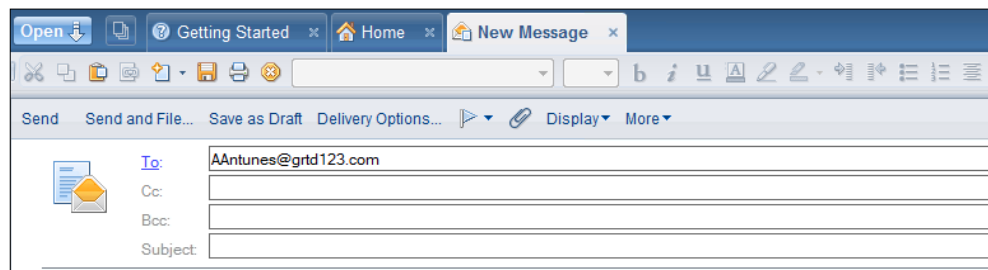 Open Getting Started Home New Message
b i u A
Send Send and File... Save as Draft Delivery Options... Display More
To: AAntunes@grtd123.com
Cc:
Bcc:
Subject: